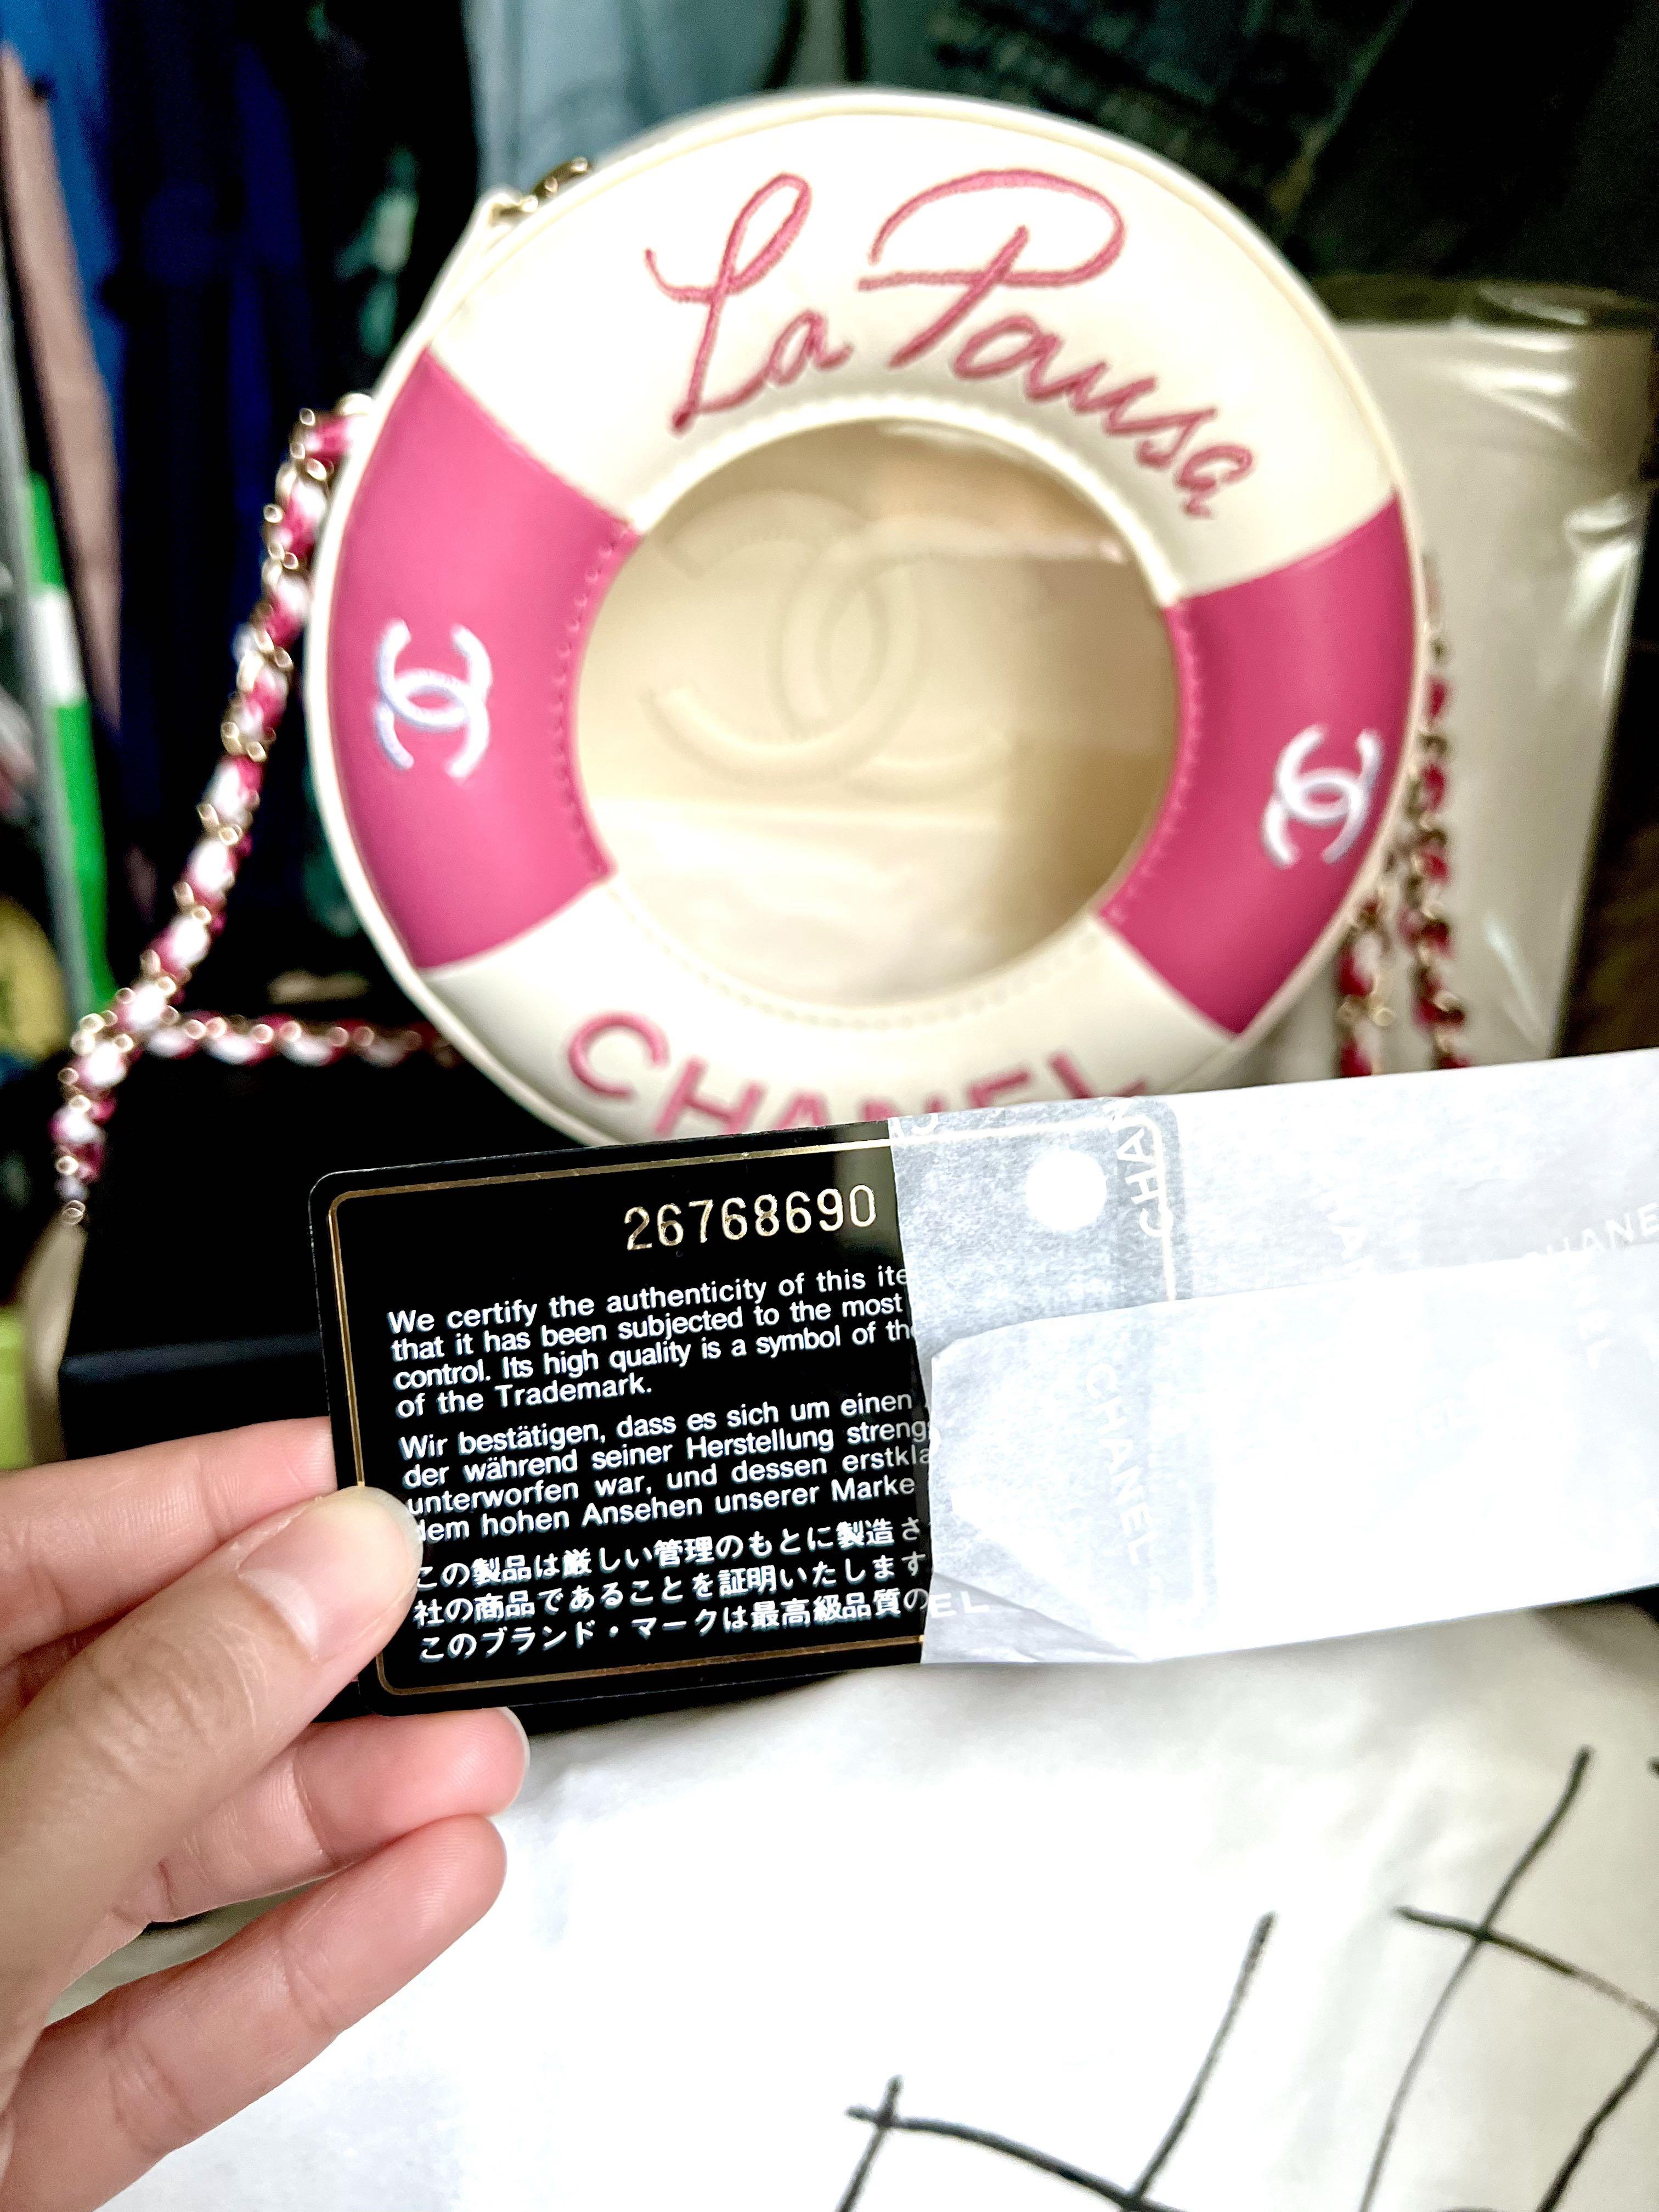 La Pausa
CHANEL
26768690
We certify the authenticity of this ite
that it has been subjected to the most
control. Its high quality is a symbol of the
of the Trademark.
Wir bestätigen, dass es sich um einen
der während seiner Herstellung streng
unterworfen war, und dessen erstkla
dem hohen Ansehen unserer Marke
この製品は厳しい管理のもとに製造さ
社の商品であることを証明いたします
このブランド・マークは最高級品質の
CHANEL